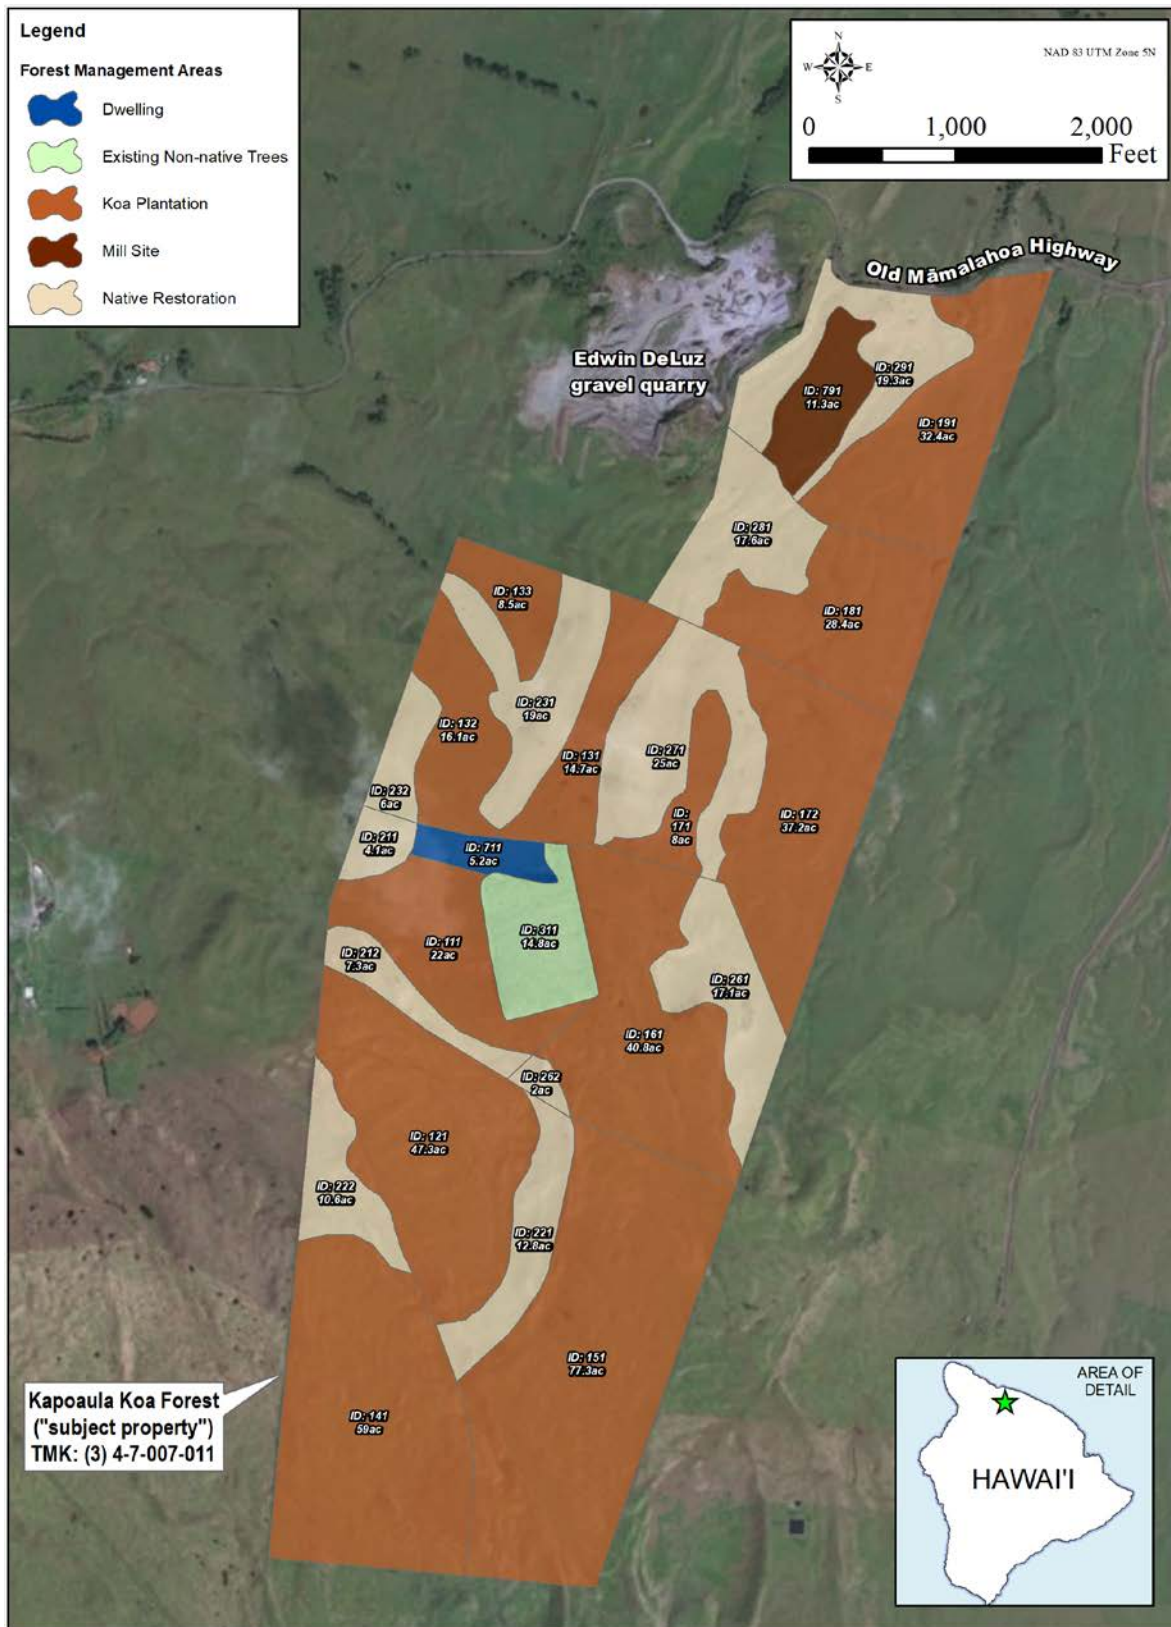 Legend
Forest Management Areas
Dwelling
Existing Non-native Trees
Koa Plantation
Mill Site
Native Restoration
N
W E
S
NAD 83 UTM Zone 5N
0 1,000 2,000
Feet
Old Māmalahoa Highway
Edwin DeLuz
gravel quarry
ID: 291
19.3ac
ID: 791
11.3ac
ID: 191
32.4ac
ID: 281
17.6ac
ID: 133
8.5ac
ID: 181
28.4ac
ID: 231
19ac
ID: 132
16.1ac
ID: 131
14.7ac
ID: 271
25ac
ID: 232
6ac
ID:
171
8ac
ID: 172
37.2ac
ID: 211
4.1ac
ID: 711
5.2ac
ID: 311
14.8ac
ID: 111
22ac
ID: 212
7.3ac
ID: 261
17.1ac
ID: 161
40.8ac
ID: 262
2ac
ID: 121
47.3ac
ID: 222
10.6ac
ID: 221
12.8ac
ID: 151
77.3ac
ID: 141
59ac
Kapoaula Koa Forest
("subject property")
TMK: (3) 4-7-007-011
AREA OF
DETAIL
HAWAI'I